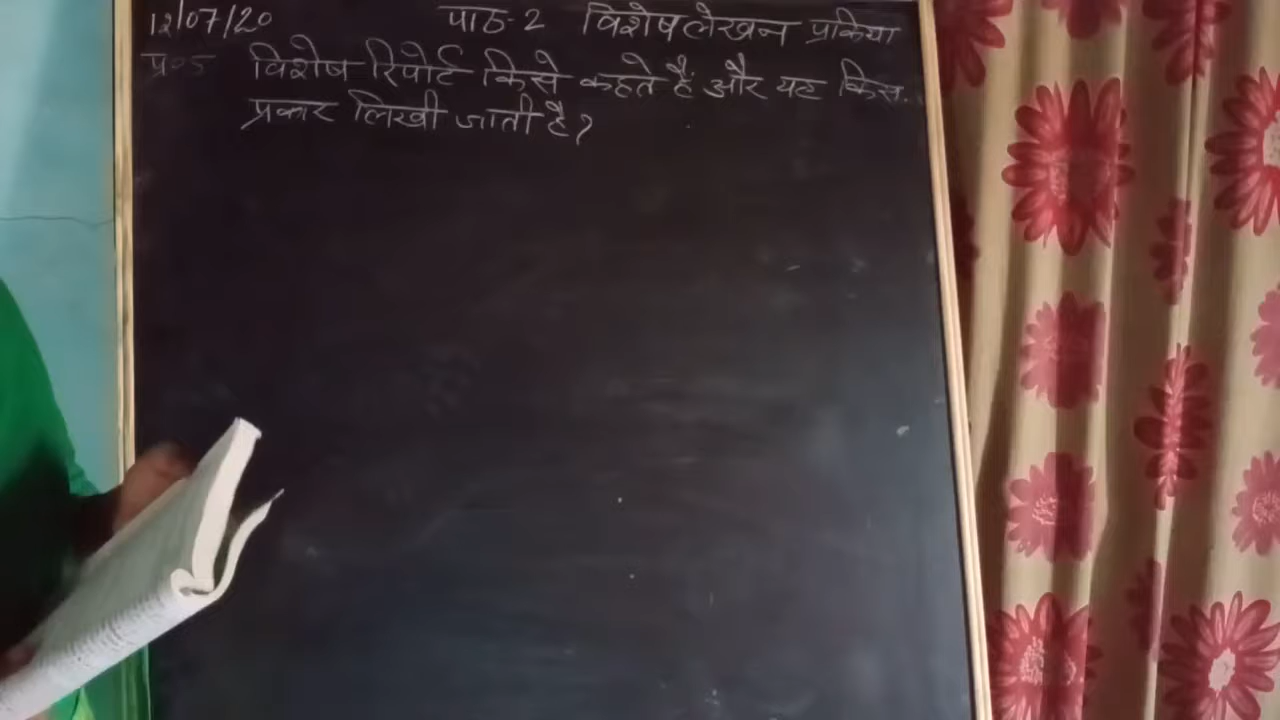 12/07/20 पाठ-2 विशेष लेखन प्रक्रिया
प्र०5 विशेष रिपोर्ट किसे कहते हैं और यह किस
प्रकार लिखी जाती है?